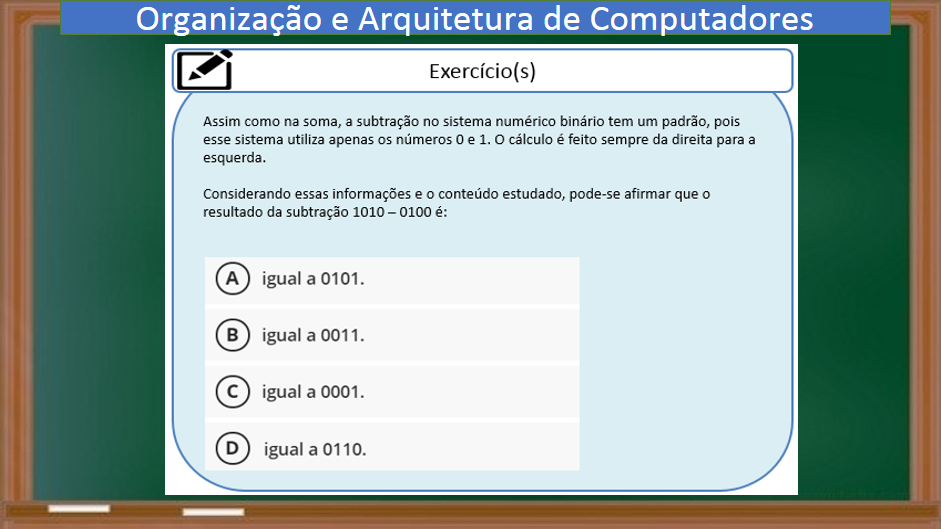 Organização e Arquitetura de Computadores
Exercício(s)
Assim como na soma, a subtração no sistema numérico binário tem um padrão, pois
esse sistema utiliza apenas os números 0 e 1. O cálculo é feito sempre da direita para a
esquerda.
Considerando essas informações e o conteúdo estudado, pode-se afirmar que o
resultado da subtração 1010 – 0100 é:
A igual a 0101.
B igual a 0011.
C igual a 0001.
D igual a 0110.